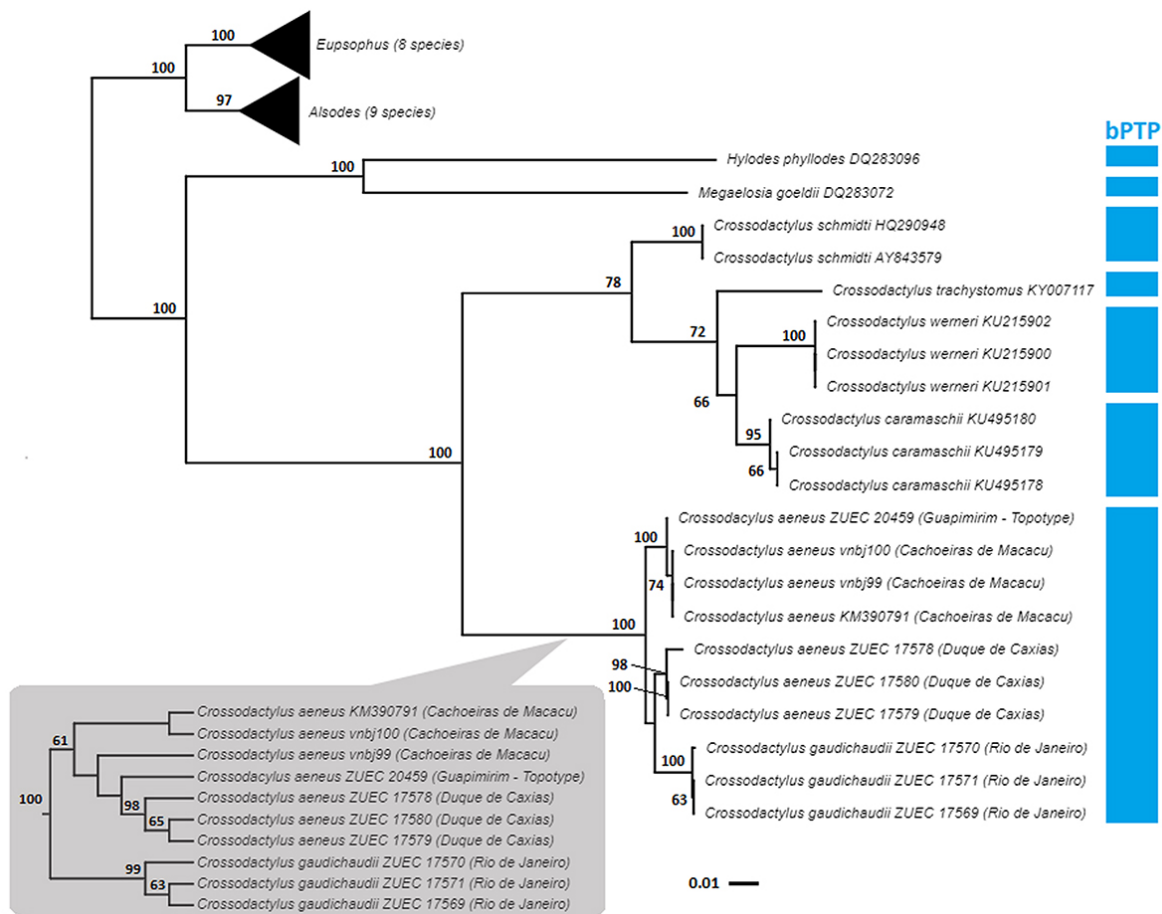 100
Eupsophus (8 species)
100
97
Alsodes (9 species)
bPTP
100
Hylodes phyllodes DQ283096
Megaelosia goeldii DQ283072
Crossodactylus schmidti HQ290948
100
Crossodactylus schmidti AY843579
78
Crossodactylus trachystomus KY007117
100
72
Crossodactylus werneri KU215902
100
Crossodactylus werneri KU215900
Crossodactylus werneri KU215901
66
Crossodactylus caramaschii KU495180
95
100
Crossodactylus caramaschii KU495179
66
Crossodactylus caramaschii KU495178
Crossodacylus aeneus ZUEC 20459 (Guapimirim - Topotype)
100
Crossodactylus aeneus vnbj100 (Cachoeiras de Macacu)
74
Crossodactylus aeneus vnbj99 (Cachoeiras de Macacu)
Crossodactylus aeneus KM390791 (Cachoeiras de Macacu)
100
Crossodactylus aeneus ZUEC 17578 (Duque de Caxias)
98
Crossodactylus aeneus ZUEC 17580 (Duque de Caxias)
100
Crossodactylus aeneus ZUEC 17579 (Duque de Caxias)
Crossodactylus gaudichaudii ZUEC 17570 (Rio de Janeiro)
100
Crossodactylus gaudichaudii ZUEC 17571 (Rio de Janeiro)
63
Crossodactylus gaudichaudii ZUEC 17569 (Rio de Janeiro)
0.01
Crossodactylus aeneus KM390791 (Cachoeiras de Macacu)
Crossodactylus aeneus vnbj100 (Cachoeiras de Macacu)
61
Crossodactylus aeneus vnbj99 (Cachoeiras de Macacu)
Crossodactylus aeneus ZUEC 20459 (Guapimirim - Topotype)
100
Crossodactylus aeneus ZUEC 17578 (Duque de Caxias)
98
Crossodactylus aeneus ZUEC 17580 (Duque de Caxias)
65
Crossodactylus aeneus ZUEC 17579 (Duque de Caxias)
Crossodactylus gaudichaudii ZUEC 17570 (Rio de Janeiro)
99
Crossodactylus gaudichaudii ZUEC 17571 (Rio de Janeiro)
63
Crossodactylus gaudichaudii ZUEC 17569 (Rio de Janeiro)